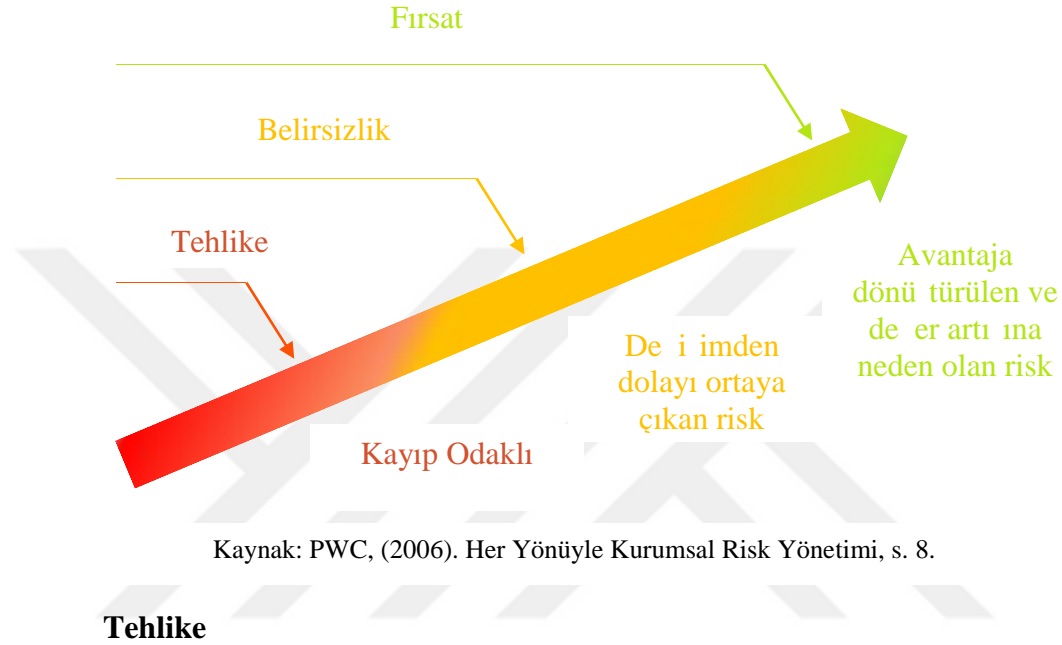 Fırsat
Belirsizlik
Tehlike
Avantaja
dönü türülen ve
de er artı ına
neden olan risk
De i imden
dolayı ortaya
çıkan risk
Kayıp Odaklı
Kaynak: PWC, (2006). Her Yönüyle Kurumsal Risk Yönetimi, s. 8.
Tehlike